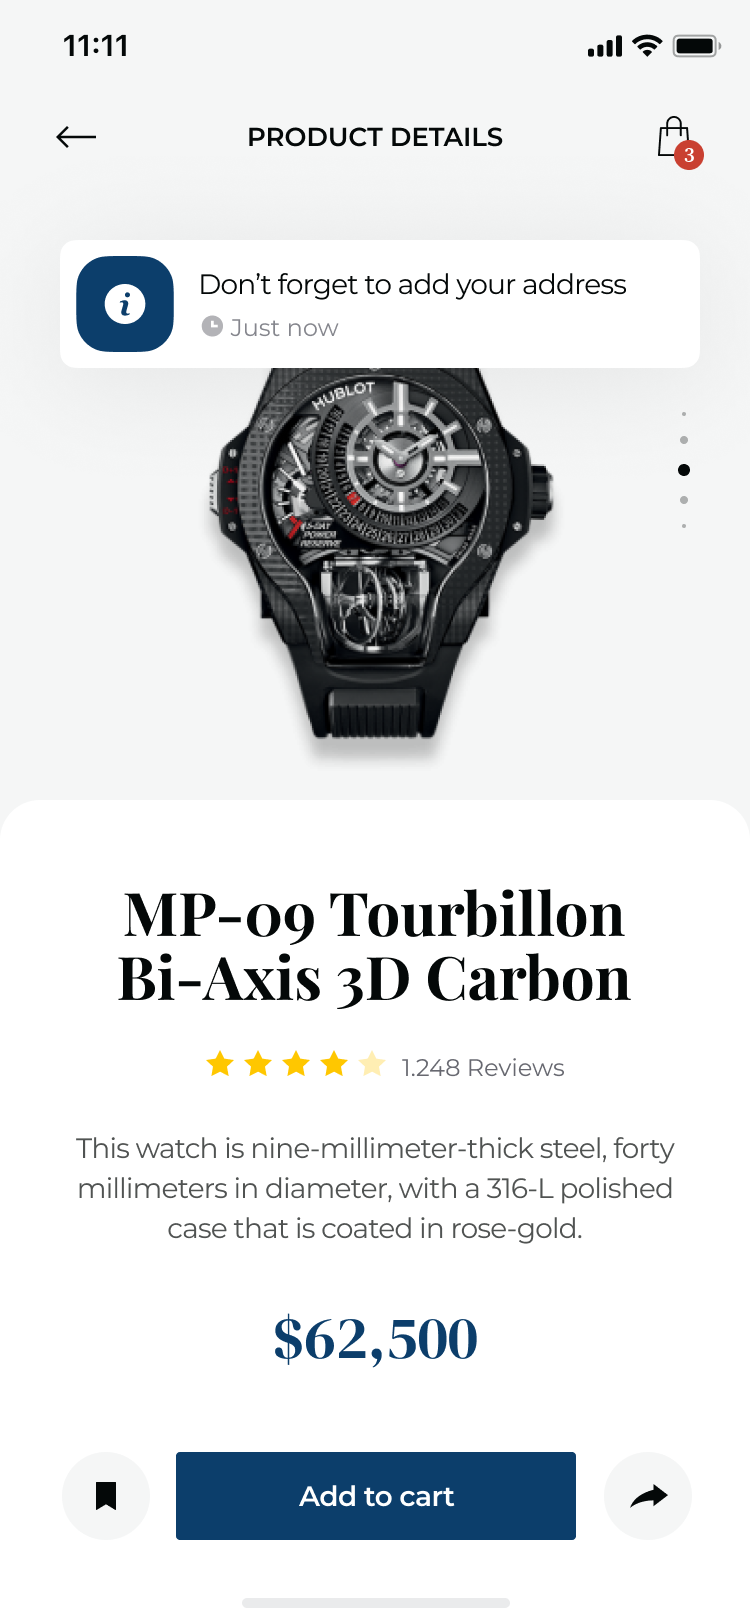 11:11
PRODUCT DETAILS
3
Don’t forget to add your address
Just now
HUBLOT
5-DAY
POWER
RESERVE
MP-09 Tourbillon
Bi-Axis 3D Carbon
1.248 Reviews
This watch is nine-millimeter-thick steel, forty
millimeters in diameter, with a 316-L polished
case that is coated in rose-gold.
$62,500
Add to cart